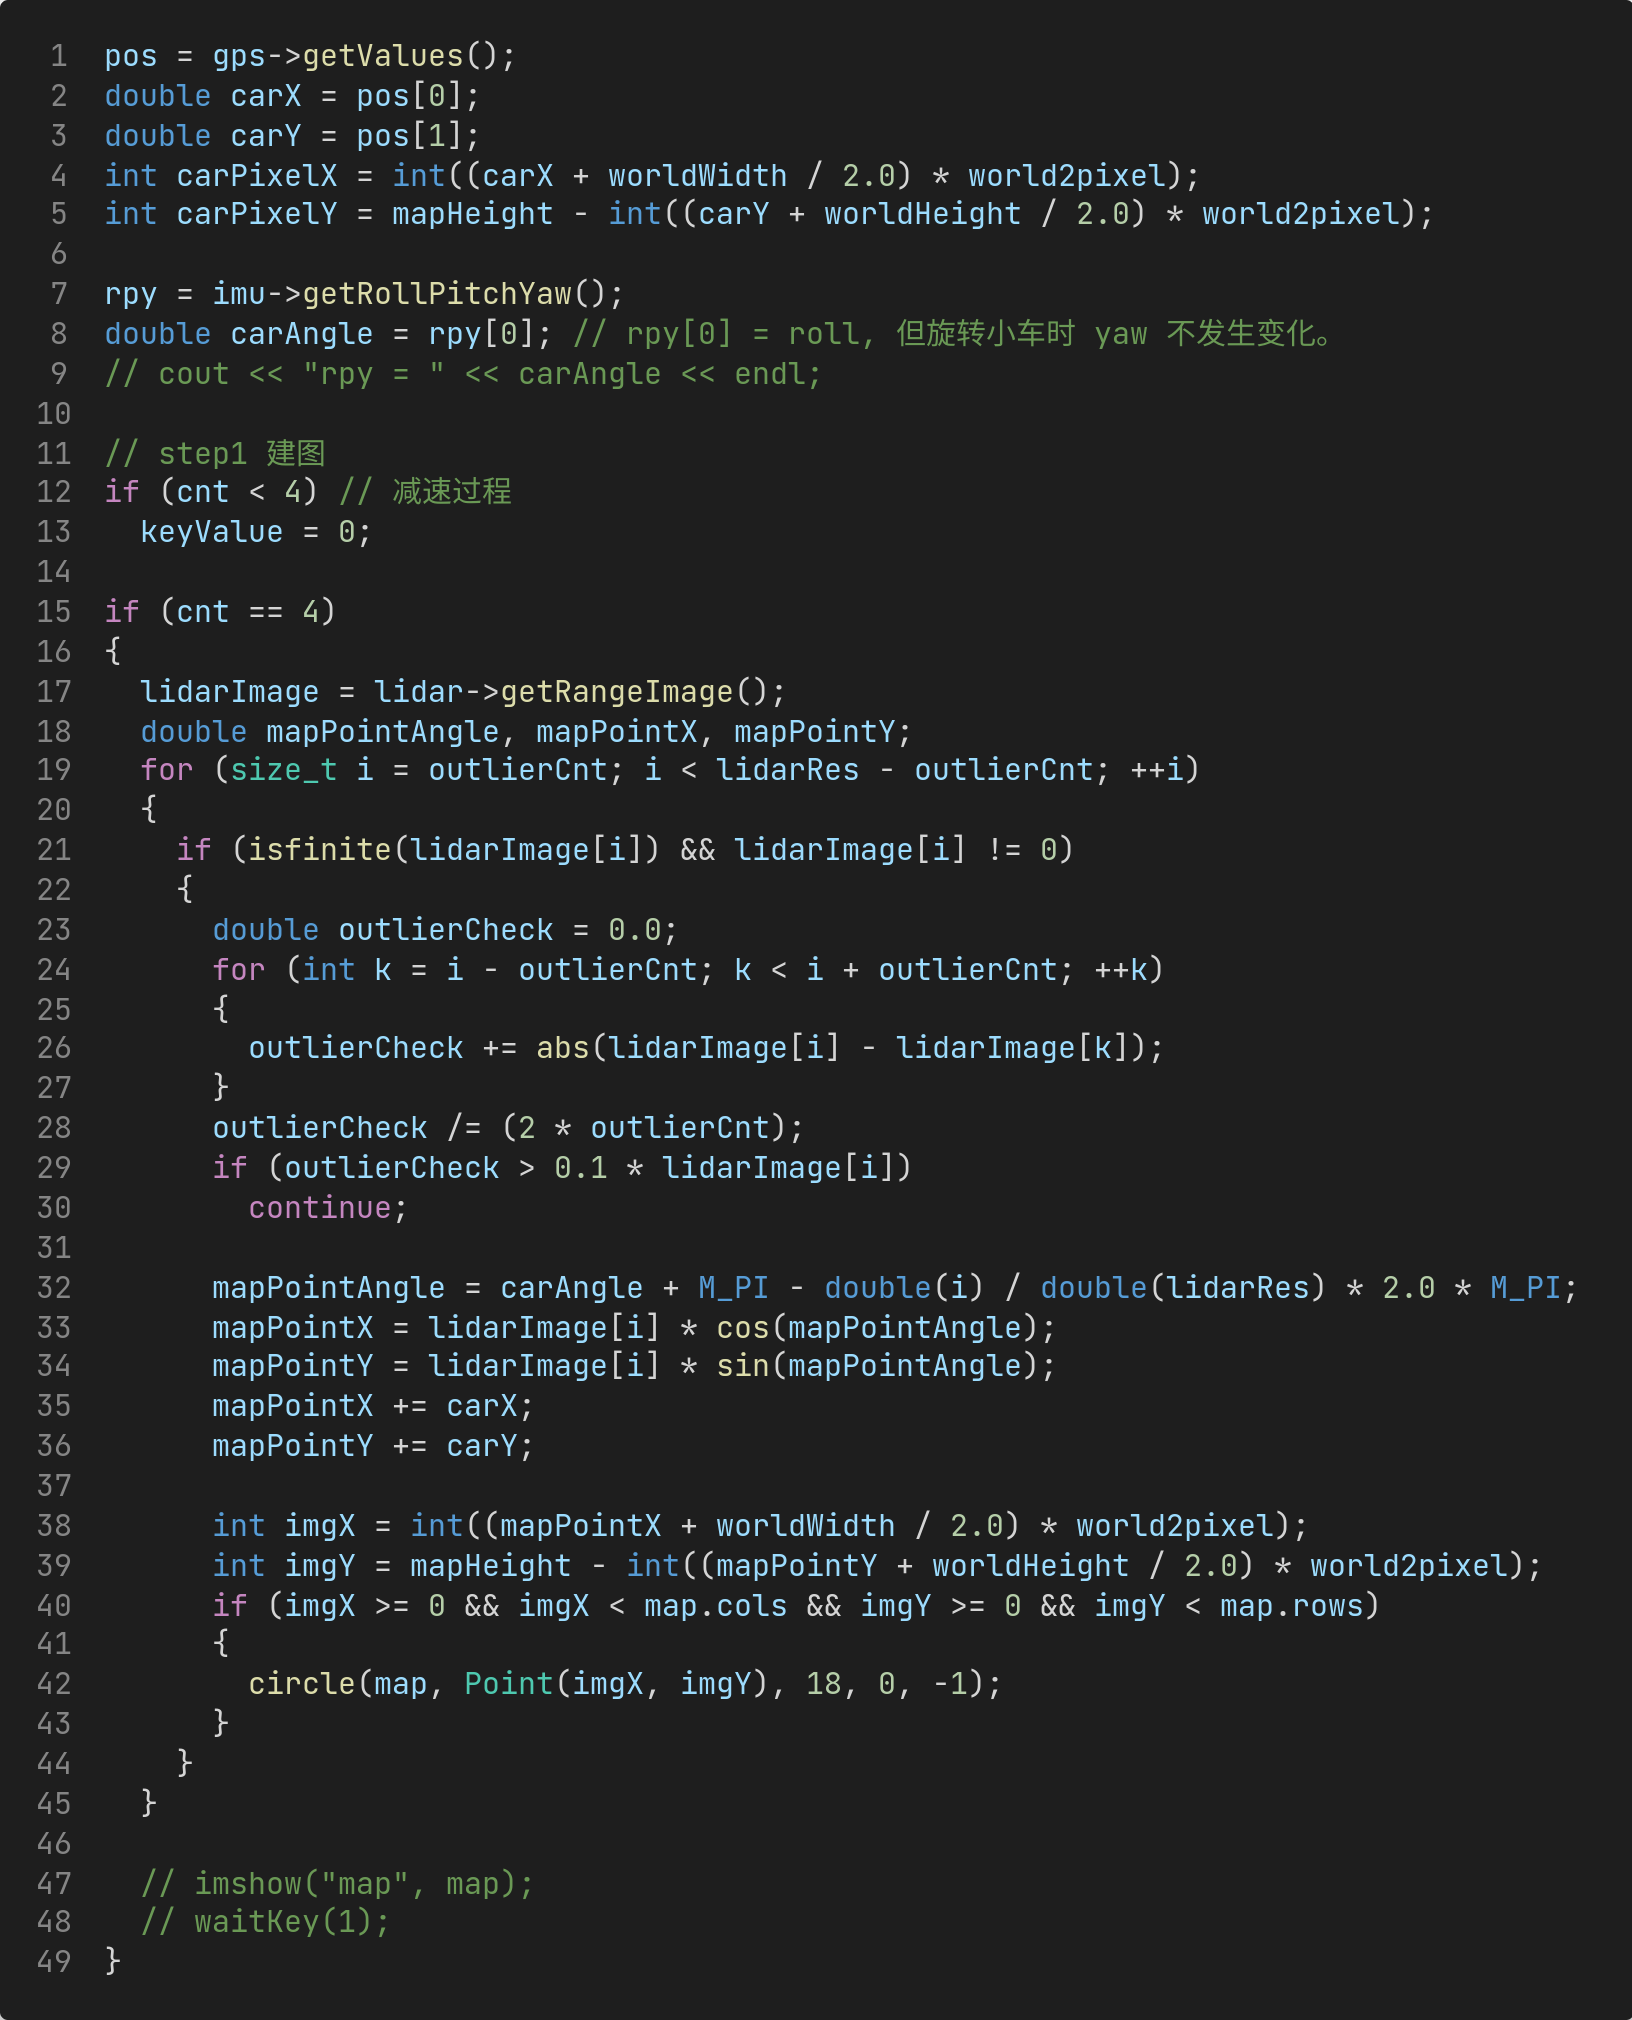 1 pos = gps->getValues();
2 double carX = pos[0];
3 double carY = pos[1];
4 int carPixelX = int((carX + worldWidth / 2.0) * world2pixel);
5 int carPixelY = mapHeight - int((carY + worldHeight / 2.0) * world2pixel);
6
7 rpy = imu->getRollPitchYaw();
8 double carAngle = rpy[0]; // rpy[0] = roll, 但旋转小车时 yaw 不发生变化。
9 // cout << "rpy = " << carAngle << endl;
10
11 // step1 建图
12 if (cnt < 4) // 减速过程
13   keyValue = 0;
14
15 if (cnt == 4)
16 {
17   lidarImage = lidar->getRangeImage();
18   double mapPointAngle, mapPointX, mapPointY;
19   for (size_t i = outlierCnt; i < lidarRes - outlierCnt; ++i)
20   {
21     if (isfinite(lidarImage[i]) && lidarImage[i] != 0)
22     {
23       double outlierCheck = 0.0;
24       for (int k = i - outlierCnt; k < i + outlierCnt; ++k)
25       {
26         outlierCheck += abs(lidarImage[i] - lidarImage[k]);
27       }
28       outlierCheck /= (2 * outlierCnt);
29       if (outlierCheck > 0.1 * lidarImage[i])
30         continue;
31
32       mapPointAngle = carAngle + M_PI - double(i) / double(lidarRes) * 2.0 * M_PI;
33       mapPointX = lidarImage[i] * cos(mapPointAngle);
34       mapPointY = lidarImage[i] * sin(mapPointAngle);
35       mapPointX += carX;
36       mapPointY += carY;
37
38       int imgX = int((mapPointX + worldWidth / 2.0) * world2pixel);
39       int imgY = mapHeight - int((mapPointY + worldHeight / 2.0) * world2pixel);
40       if (imgX >= 0 && imgX < map.cols && imgY >= 0 && imgY < map.rows)
41       {
42         circle(map, Point(imgX, imgY), 18, 0, -1);
43       }
44     }
45   }
46
47   // imshow("map", map);
48   // waitKey(1);
49 }